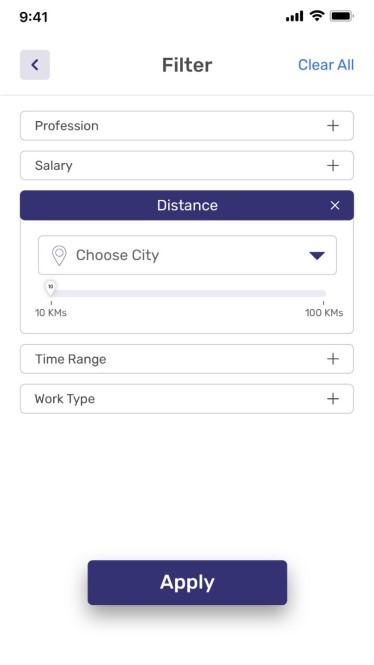 9:41
Filter
Clear All
Profession
Salary
Distance
Choose City
10
10 KMs
100 KMs
Time Range
Work Type
Apply